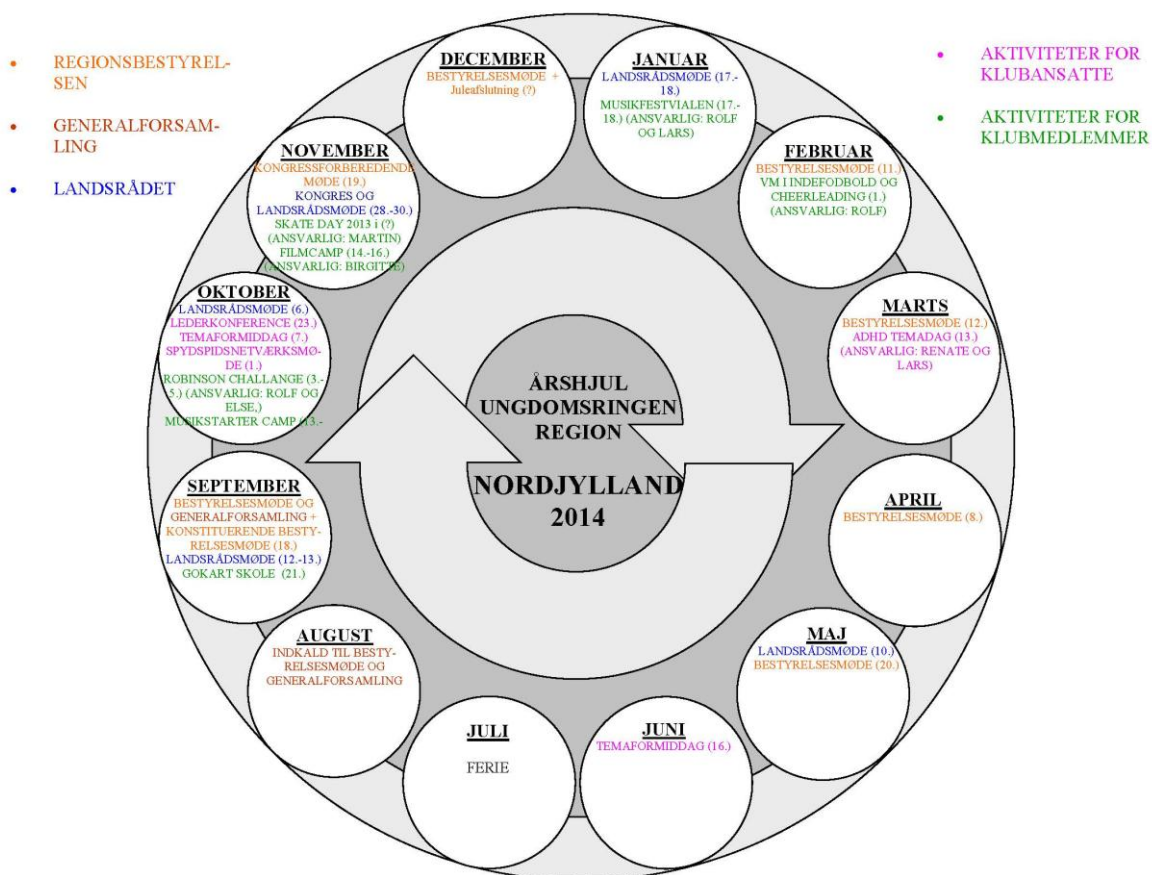 REGIONSBESTYREL-
SEN
GENERALFORSAM-
LING
LANDSRÅDET
AKTIVITETER FOR
KLUBANSATTE
AKTIVITETER FOR
KLUBMEDLEMMER
DECEMBER
BESTYRELSESMØDE +
Juleafslutning (?)
JANUAR
LANDSRÅDSMØDE (17.-
18.)
MUSIKFESTVIALEN (17.-
18.) (ANSVARLIG: ROLF
OG LARS)
FEBRUAR
BESTYRELSESMØDE (11.)
VM I INDEFODBOLD OG
CHEERLEADING (1.)
(ANSVARLIG: ROLF)
MARTS
BESTYRELSESMØDE (12.)
ADHD TEMADAG (13.)
(ANSVARLIG: RENATE OG
LARS)
APRIL
BESTYRELSESMØDE (8.)
MAJ
LANDSRÅDSMØDE (10.)
BESTYRELSESMØDE (20.)
JUNI
TEMAFORMIDDAG (16.)
JULI
FERIE
AUGUST
INDKALD TIL BESTY-
RELSESMØDE OG
GENERALFORSAMLING
SEPTEMBER
BESTYRELSESMØDE OG
GENERALFORSAMLING +
KONSTITUERENDE BESTY-
RELSESMØDE (18.)
LANDSRÅDSMØDE (12.-13.)
GOKART SKOLE (21.)
OKTOBER
LANDSRÅDSMØDE (6.)
LEDERKONFERENCE (23.)
TEMAFORMIDDAG (7.)
SPYDSPIDSNETVÆRKSMØ-
DE (1.)
ROBINSON CHALLANGE (3.-
5.) (ANSVARLIG: ROLF OG
ELSE,)
MUSIKSTARTER CAMP (13.-
NOVEMBER
KONGRESSFORBEREDENDE
MØDE (19.)
KONGRES OG
LANDSRÅDSMØDE (28.-30.)
SKATE DAY 2013 i (?)
(ANSVARLIG: MARTIN)
FILMCAMP (14.-16.)
(ANSVARLIG: BIRGITTE)
ÅRSHJUL
UNGDOMSRINGEN
REGION
NORDJYLLAND
2014